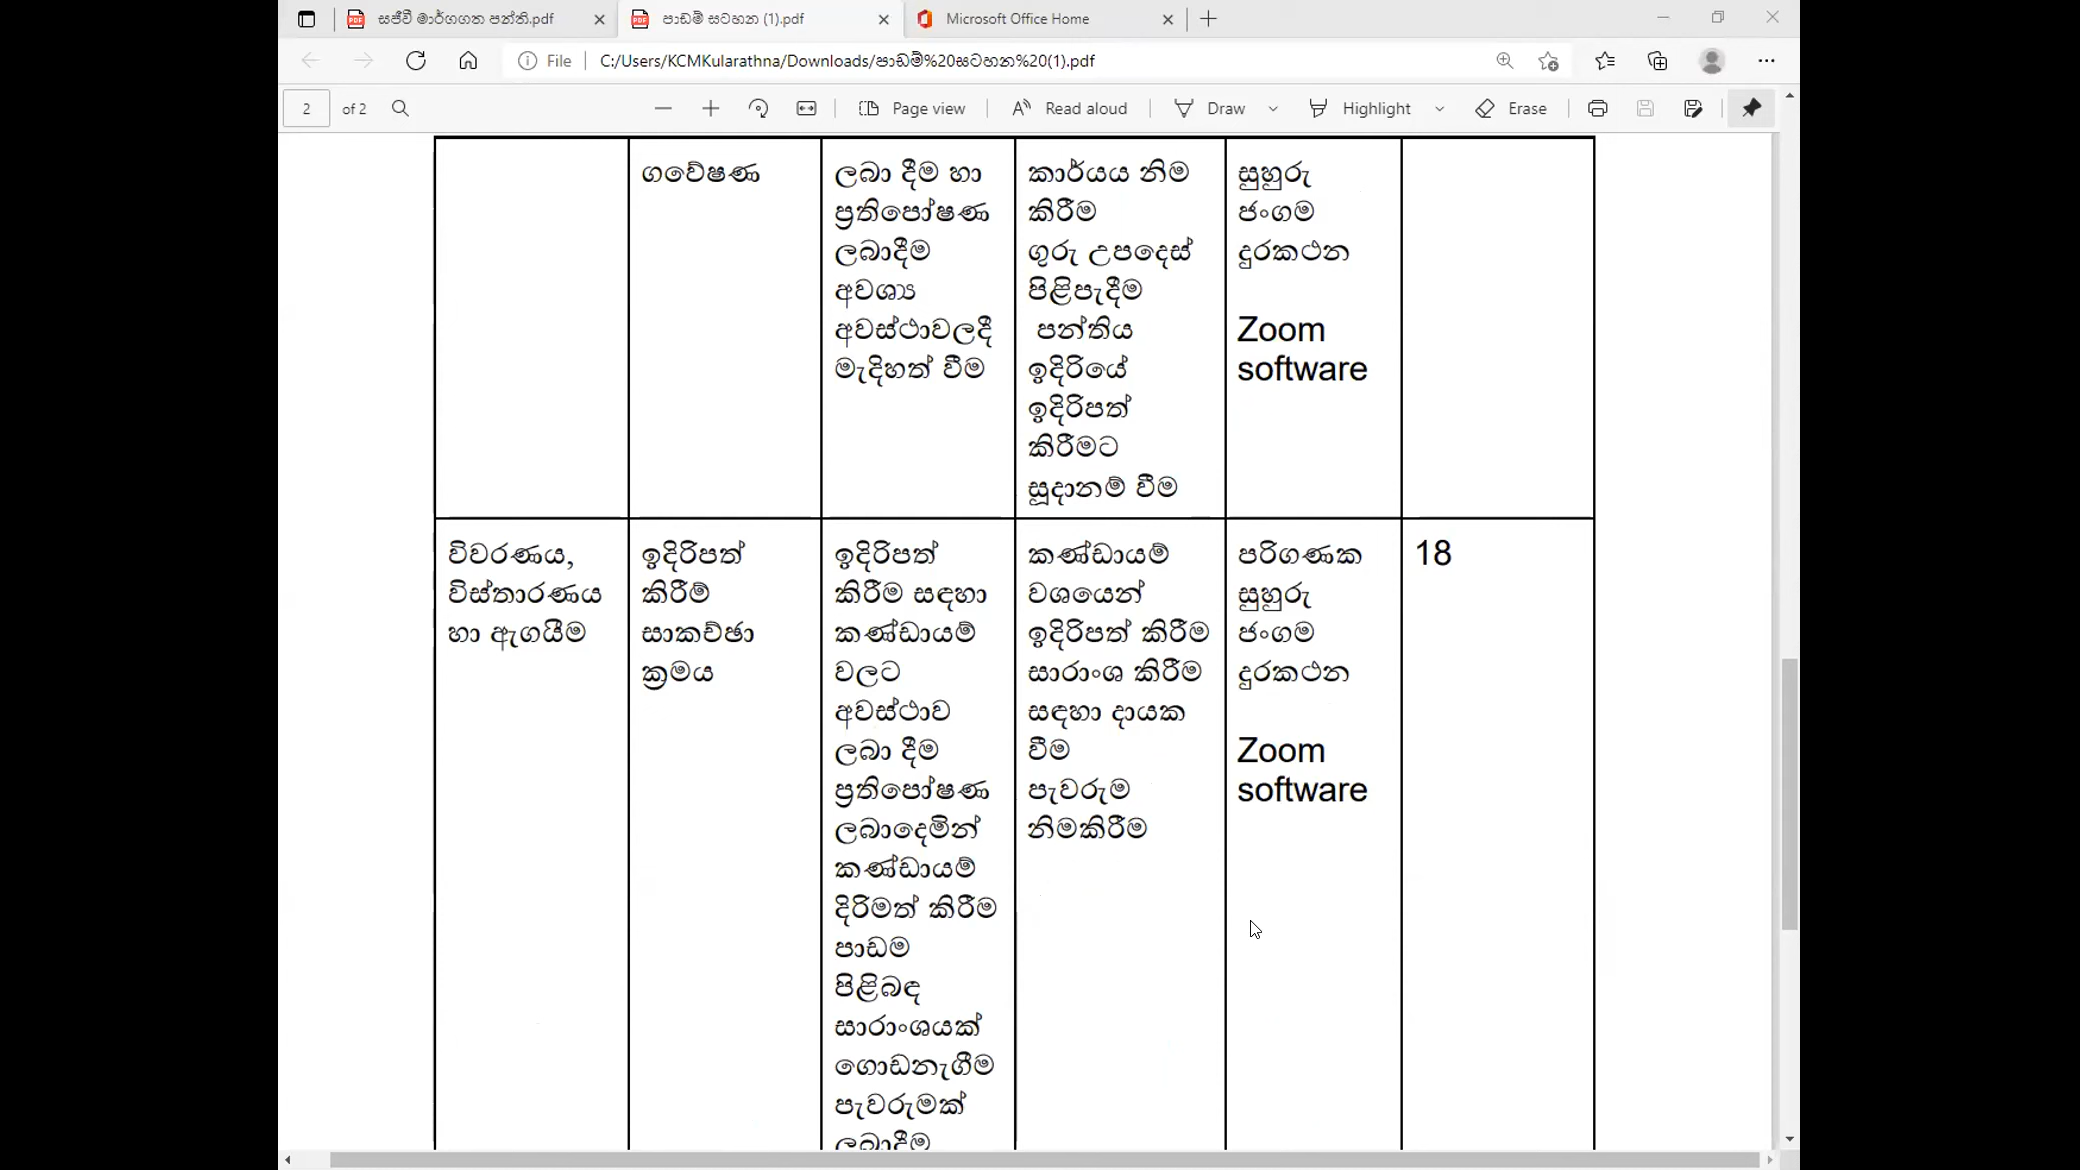 සජීවී මාර්ගගත පන්ති.pdf
පාඩම් සටහන (1).pdf
Microsoft Office Home
File
C:/Users/KCMKularathna/Downloads/පාඩම්%20සටහන%20(1).pdf
2 of 2
Page view
Read aloud
Draw
Highlight
Erase
ගවේෂණ
ලබා දීම හා
ප්‍රතිපෝෂණ
ලබාදීම
අවශ්‍ය
අවස්ථාවලදී
මැදිහත් වීම
කාර්යය නිම
කිරීම
ගුරු උපදෙස්
පිළිපැදීම
පන්තිය
ඉදිරියේ
ඉදිරිපත්
කිරීමට
සූදානම් වීම
සුහුරු
ජංගම
දුරකථන
Zoom
software
විවරණය,
විස්තාරණය
හා ඇගයීම
ඉදිරිපත්
කිරීම්
සාකච්ඡා
ක්‍රමය
ඉදිරිපත්
කිරීම සඳහා
කණ්ඩායම්
වලට
අවස්ථාව
ලබා දීම
ප්‍රතිපෝෂණ
ලබාදෙමින්
කණ්ඩායම්
දිරිමත් කිරීම
පාඩම
පිළිබඳ
සාරාංශයක්
ගොඩනැගීම
පැවරුමක්
ලබාදීම
කණ්ඩායම්
වශයෙන්
ඉදිරිපත් කිරීම
සාරාංශ කිරීම
සඳහා දායක
වීම
පැවරුම
නිමකිරීම
පරිගණක
සුහුරු
ජංගම
දුරකථන
Zoom
software
18